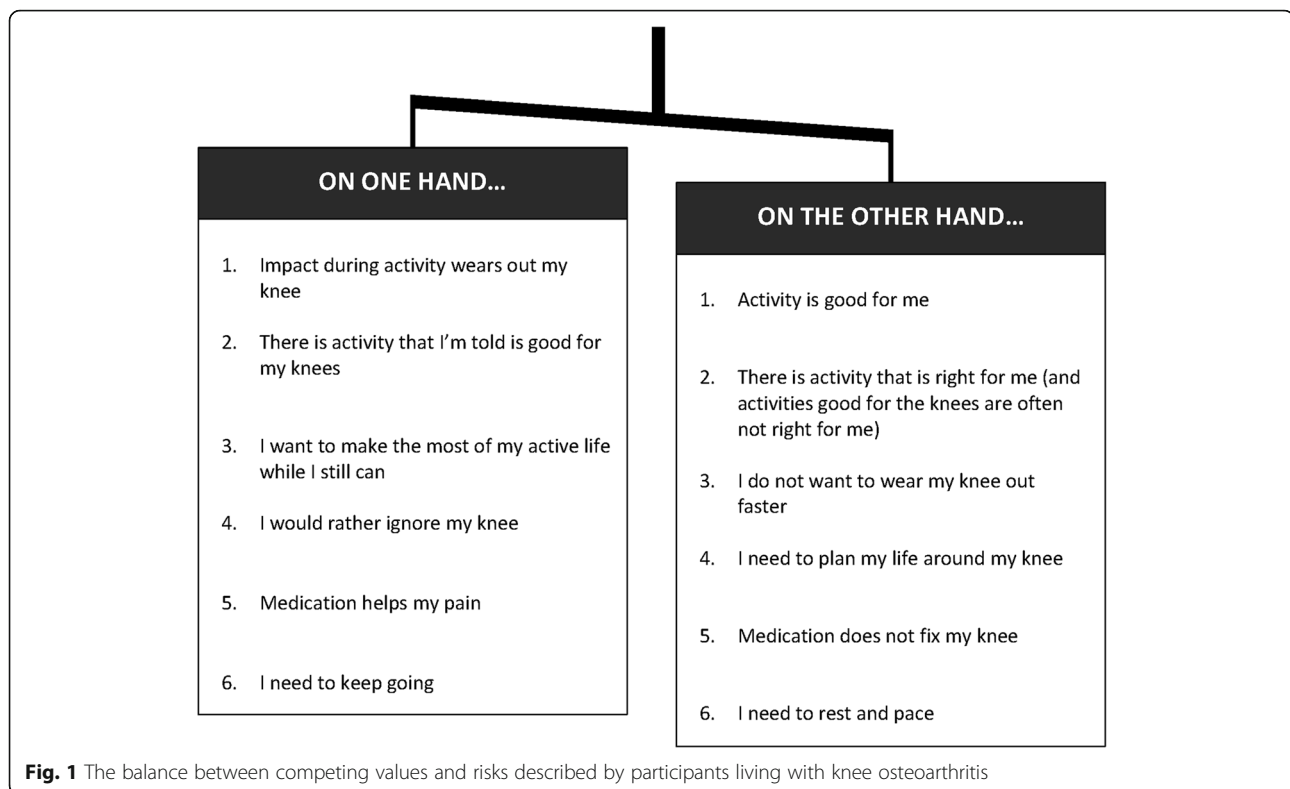 ON ONE HAND...
1. Impact during activity wears out my
knee
2. There is activity that I'm told is good for
my knees
3. I want to make the most of my active life
while I still can
4. I would rather ignore my knee
5. Medication helps my pain
6. I need to keep going
ON THE OTHER HAND...
1. Activity is good for me
2. There is activity that is right for me (and
activities good for the knees are often
not right for me)
3. I do not want to wear my knee out
faster
4. I need to plan my life around my knee
5. Medication does not fix my knee
6. I need to rest and pace
Fig. 1 The balance between competing values and risks described by participants living with knee osteoarthritis